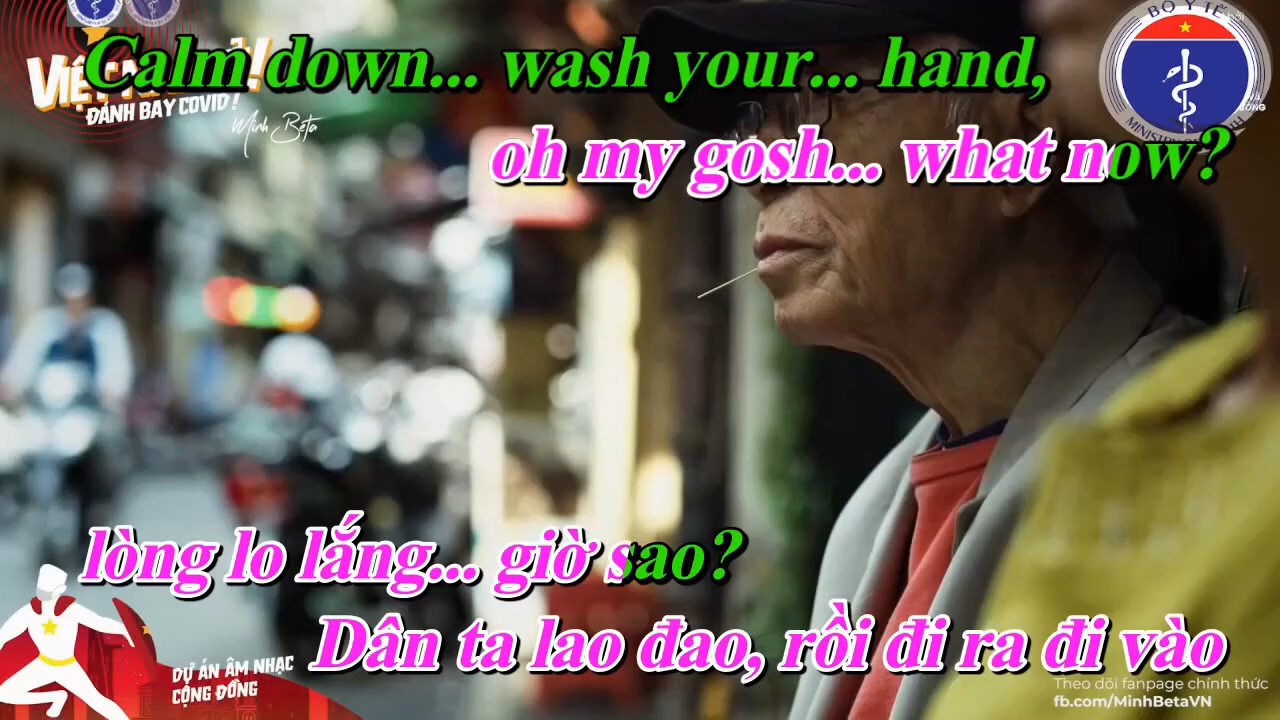 Calm down... wash your... hand,
ĐÁNH BAY COVID!
Minh Beta
BỘ Y TẾ
oh my gosh... what now?
lòng lo lắng... giờ sao?
Dân ta lao đao, rồi đi ra đi vào
DỰ ÁN ÂM NHẠC
CỘNG ĐỒNG
Theo dõi fanpage chính thức
fb.com/MinhBetaVN